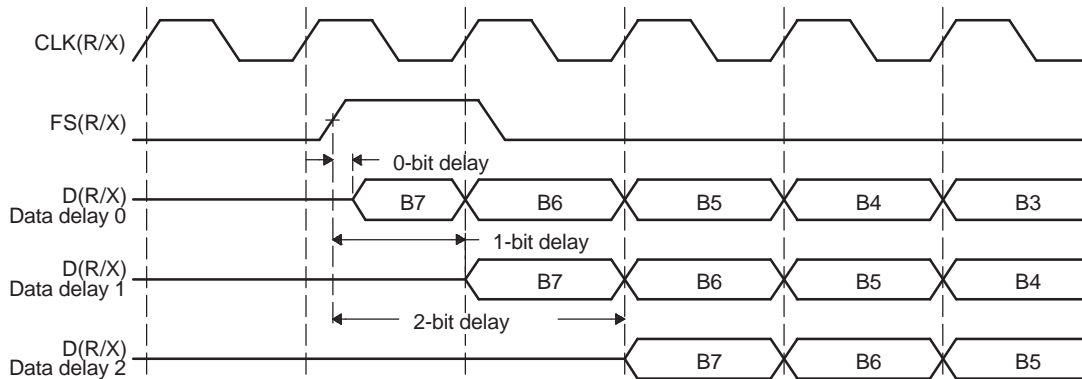 CLK(R/X)
FS(R/X)
0-bit delay
D(R/X)
Data delay 0
B7 B6 B5 B4 B3
1-bit delay
D(R/X)
Data delay 1
B7 B6 B5 B4
2-bit delay
D(R/X)
Data delay 2
B7 B6 B5